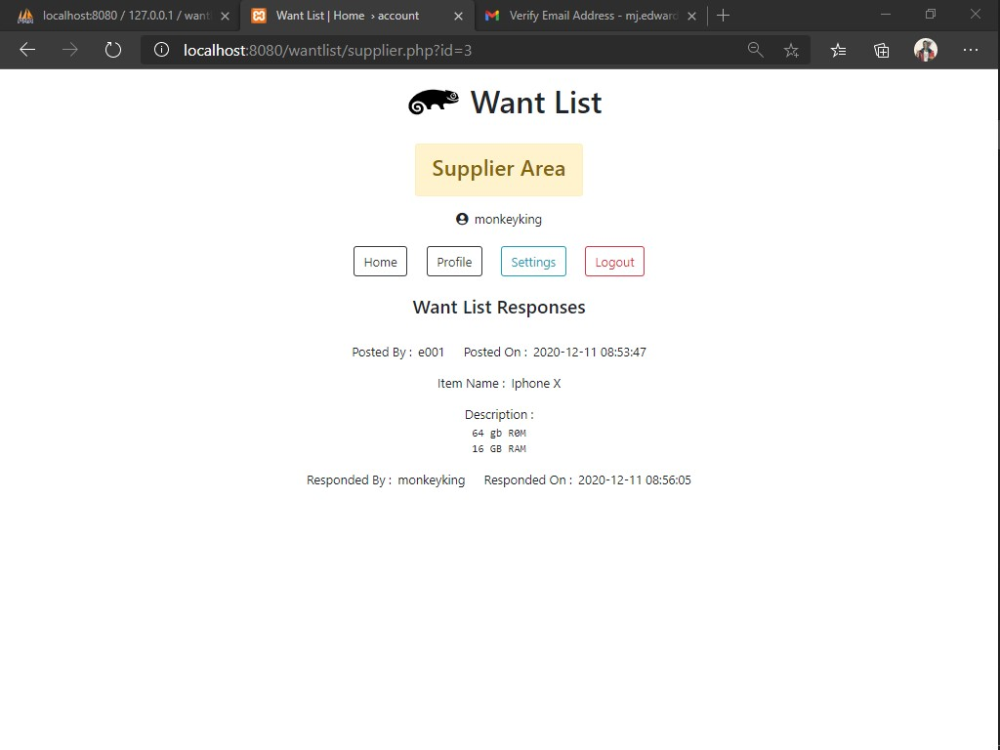 localhost:8080 / 127.0.0.1 / want
Want List | Home › account
Verify Email Address - mj.edward
localhost:8080/wantlist/supplier.php?id=3
Want List
Supplier Area
monkeyking
Home Profile Settings Logout
Want List Responses
Posted By : e001 Posted On : 2020-12-11 08:53:47
Item Name : Iphone X
Description :
64 gb R0M
16 GB RAM
Responded By : monkeyking Responded On : 2020-12-11 08:56:05